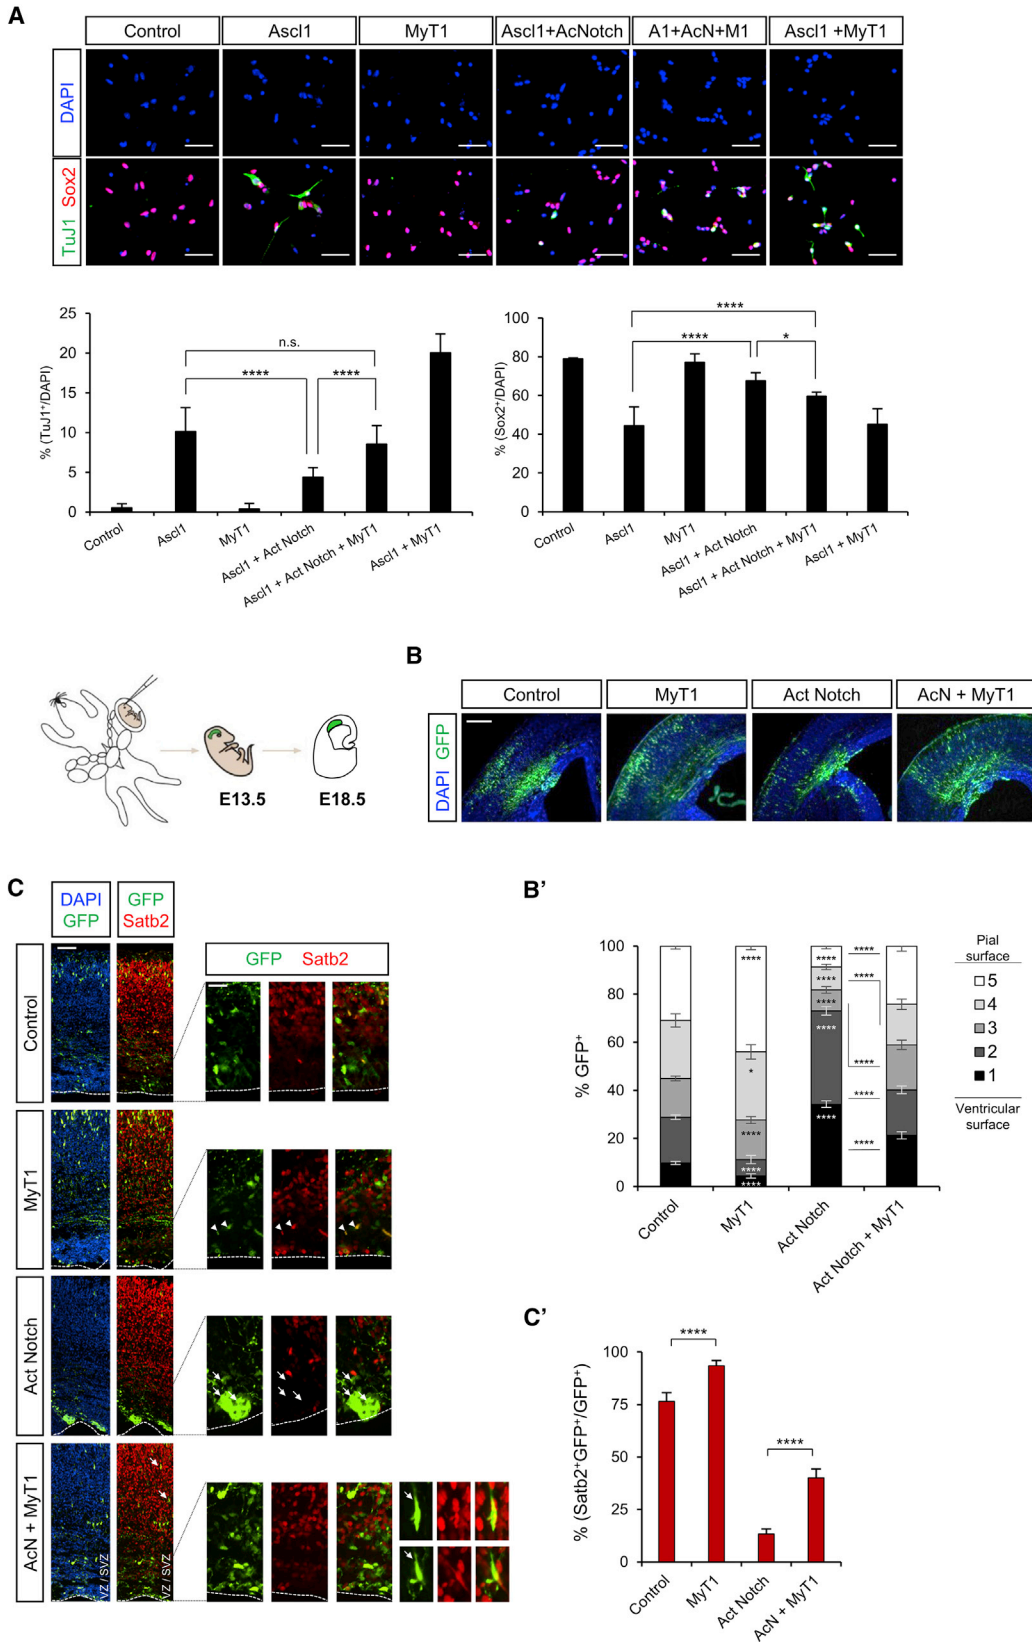 A
Control
Ascl1
MyT1
Ascl1+AcNotch
A1+AcN+M1
Ascl1 +MyT1
DAPI
TuJ1 Sox2
% (TuJ1⁺/DAPI)
25
20
15
10
5
0
n.s.
****
****
Control
Ascl1
MyT1
Ascl1 + Act Notch
Ascl1 + Act Notch + MyT1
Ascl1 + MyT1
% (Sox2⁺/DAPI)
100
80
60
40
20
0
****
****
*
Control
Ascl1
MyT1
Ascl1 + Act Notch
Ascl1 + Act Notch + MyT1
Ascl1 + MyT1
E13.5
E18.5
B
Control
MyT1
Act Notch
AcN + MyT1
DAPI GFP
C
DAPI
GFP
GFP
Satb2
GFP Satb2
Control
MyT1
Act Notch
AcN + MyT1
VZ / SVZ
VZ / SVZ
B’
% GFP⁺
100
80
60
40
20
0
****
*
****
****
****
****
****
****
****
****
****
****
****
****
****
Control
MyT1
Act Notch
Act Notch + MyT1
Pial
surface
5
4
3
2
1
Ventricular
surface
C’
% (Satb2⁺GFP⁺/GFP⁺)
100
75
50
25
0
****
****
Control
MyT1
Act Notch
AcN + MyT1